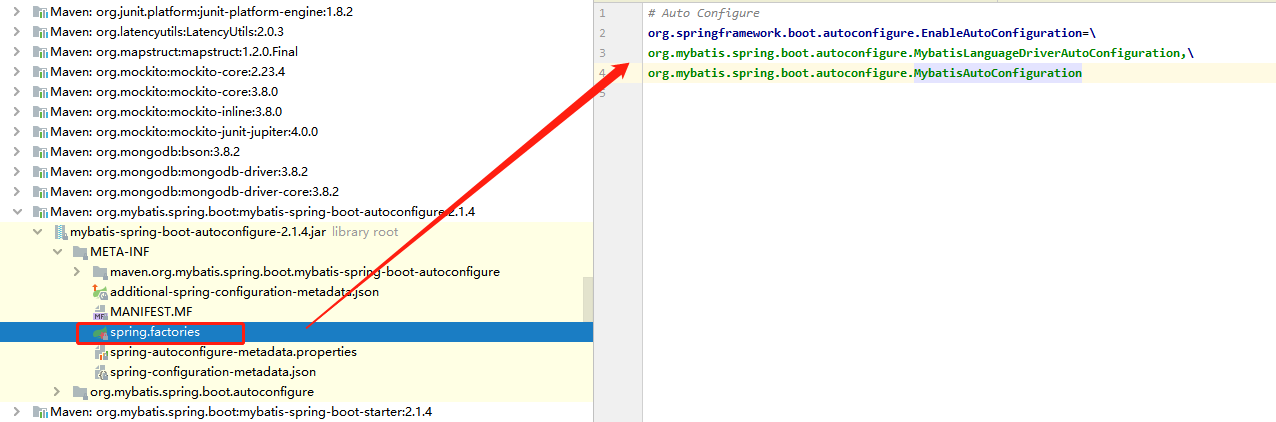 Maven: org.junit.platform:junit-platform-engine:1.8.2
Maven: org.latencyutils:LatencyUtils:2.0.3
Maven: org.mapstruct:mapstruct:1.2.0.Final
Maven: org.mockito:mockito-core:2.23.4
Maven: org.mockito:mockito-core:3.8.0
Maven: org.mockito:mockito-inline:3.8.0
Maven: org.mockito:mockito-junit-jupiter:4.0.0
Maven: org.mongodb:bson:3.8.2
Maven: org.mongodb:mongodb-driver:3.8.2
Maven: org.mongodb:mongodb-driver-core:3.8.2
Maven: org.mybatis.spring.boot:mybatis-spring-boot-autoconfigure:2.1.4
mybatis-spring-boot-autoconfigure-2.1.4.jar library root
META-INF
maven.org.mybatis.spring.boot.mybatis-spring-boot-autoconfigure
additional-spring-configuration-metadata.json
MANIFEST.MF
spring.factories
spring-autoconfigure-metadata.properties
spring-configuration-metadata.json
org.mybatis.spring.boot.autoconfigure
Maven: org.mybatis.spring.boot:mybatis-spring-boot-starter:2.1.4
1 # Auto Configure
2 org.springframework.boot.autoconfigure.EnableAutoConfiguration=\
3 org.mybatis.spring.boot.autoconfigure.MybatisLanguageDriverAutoConfiguration,\
4 org.mybatis.spring.boot.autoconfigure.MybatisAutoConfiguration
5